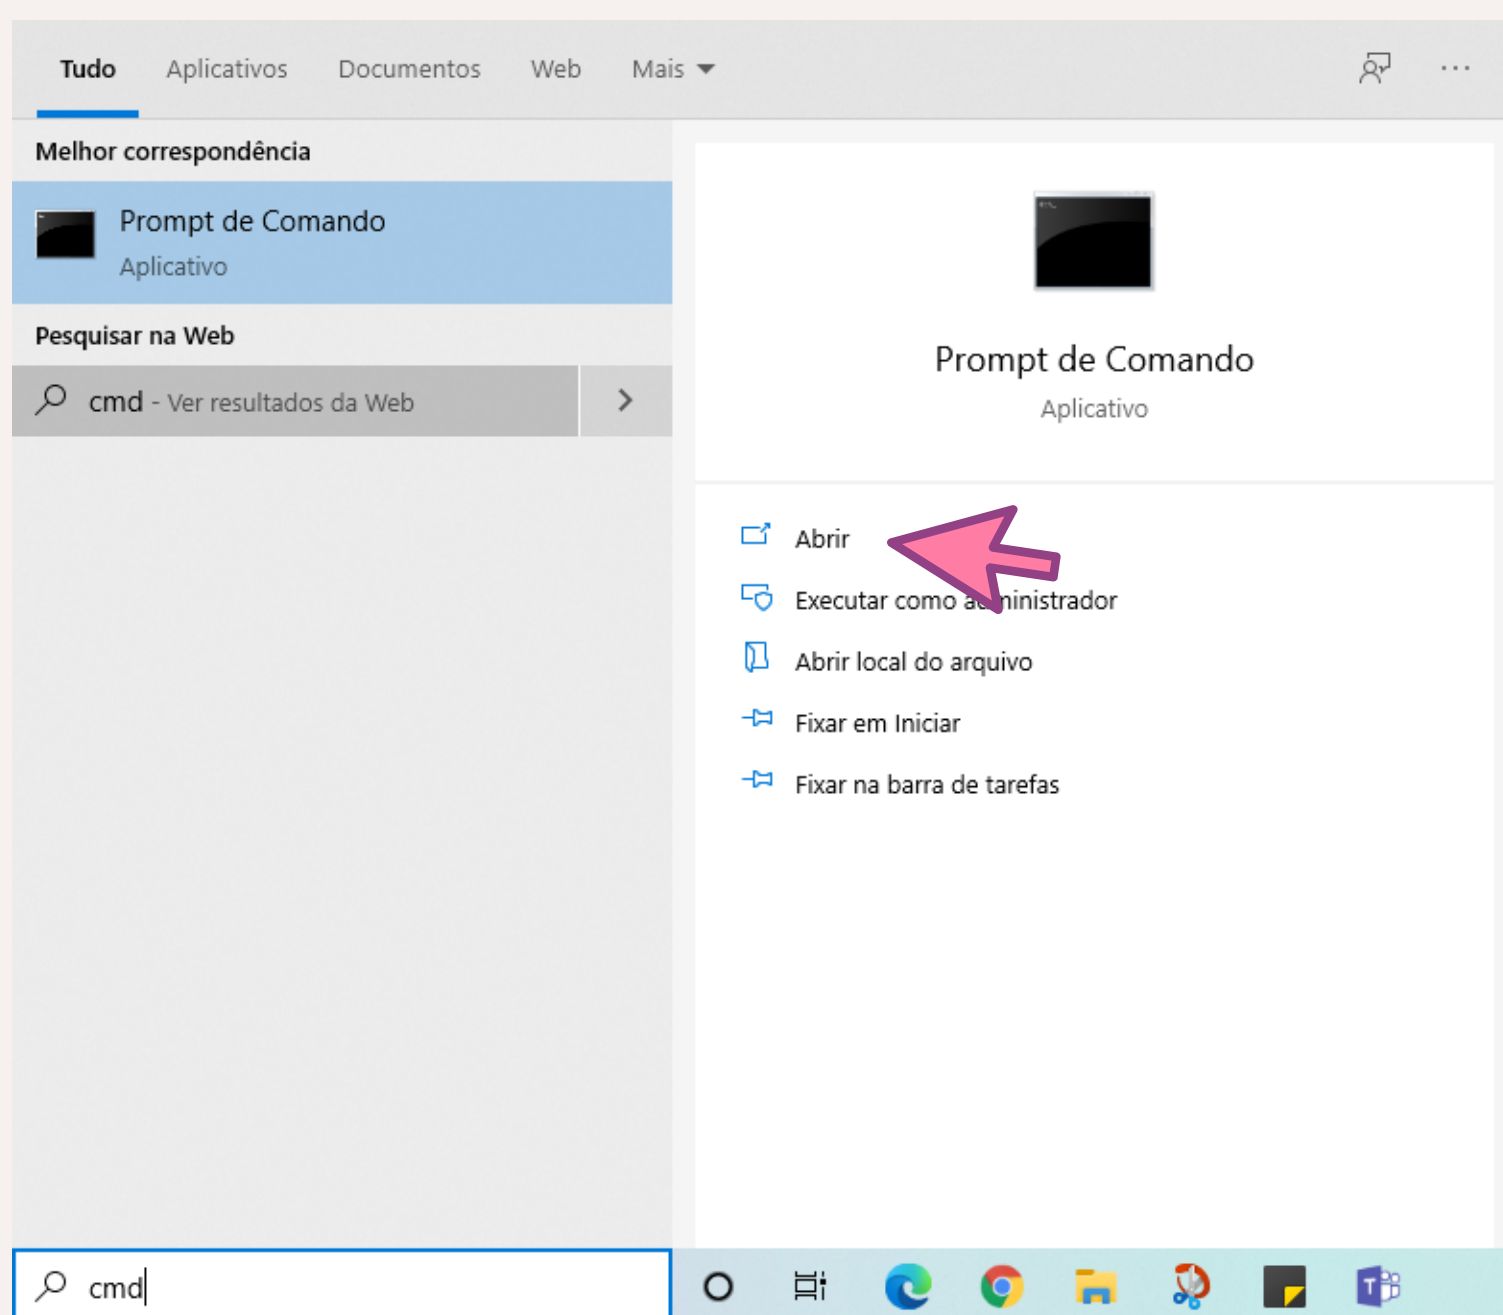 Tudo Aplicativos Documentos Web Mais
Melhor correspondência
Prompt de Comando
Aplicativo
Pesquisar na Web
cmd - Ver resultados da Web
Prompt de Comando
Aplicativo
Abrir
Executar como administrador
Abrir local do arquivo
Fixar em Iniciar
Fixar na barra de tarefas
cmd